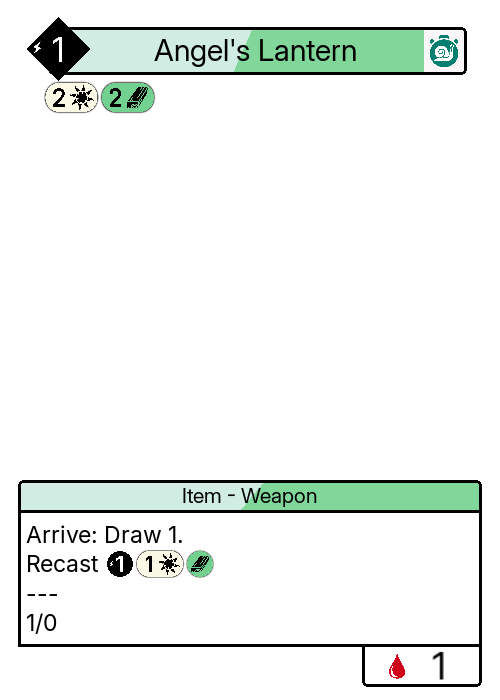 1 Angel's Lantern
2 2
Item - Weapon
Arrive: Draw 1.
Recast 1 1
---
1/0
1